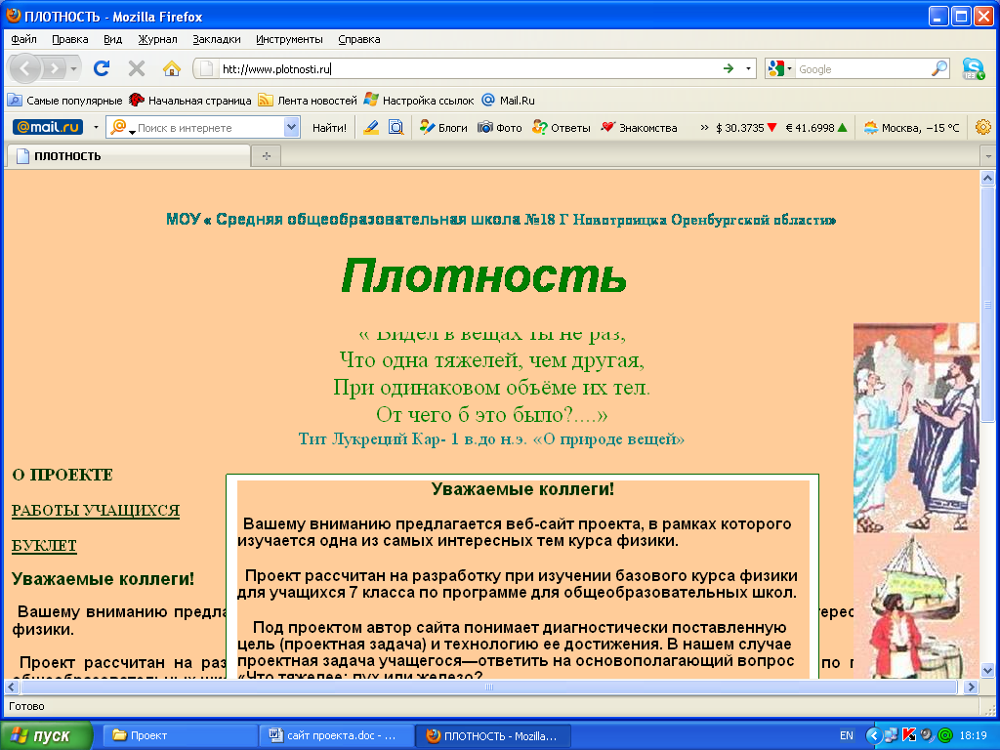 ПЛОТНОСТЬ - Mozilla Firefox
Файл Правка Вид Журнал Закладки Инструменты Справка
htt://www.plotnosti.ru
Google
Самые популярные Начальная страница Лента новостей Настройка ссылок Mail.Ru
@mail.ru Поиск в интернете Найти! Блоги Фото Ответы Знакомства » $ 30.3735 € 41.6998 Москва, −15 °C
ПЛОТНОСТЬ
МОУ « Средняя общеобразовательная школа №18 Г Новотроицка Оренбургской области»
Плотность
« Видел в вещах ты не раз,
Что одна тяжелей, чем другая,
При одинаковом объёме их тел.
От чего б это было?....»
Тит Лукреций Кар- 1 в.до н.э. «О природе вещей»
О ПРОЕКТЕ
РАБОТЫ УЧАЩИХСЯ
БУКЛЕТ
Уважаемые коллеги!
Вашему вниманию предла
физики.
Проект рассчитан на раз
Уважаемые коллеги!
Вашему вниманию предлагается веб-сайт проекта, в рамках которого
изучается одна из самых интересных тем курса физики.
Проект рассчитан на разработку при изучении базового курса физики
для учащихся 7 класса по программе для общеобразовательных школ.
Под проектом автор сайта понимает диагностически поставленную
цель (проектная задача) и технологию ее достижения. В нашем случае
проектная задача учащегося—ответить на основополагающий вопрос
«Что тяжелее: пух или железо?
терес
по п
Готово
пуск Проект сайт проекта.doc - ... ПЛОТНОСТЬ - Mozilla... EN 18:19